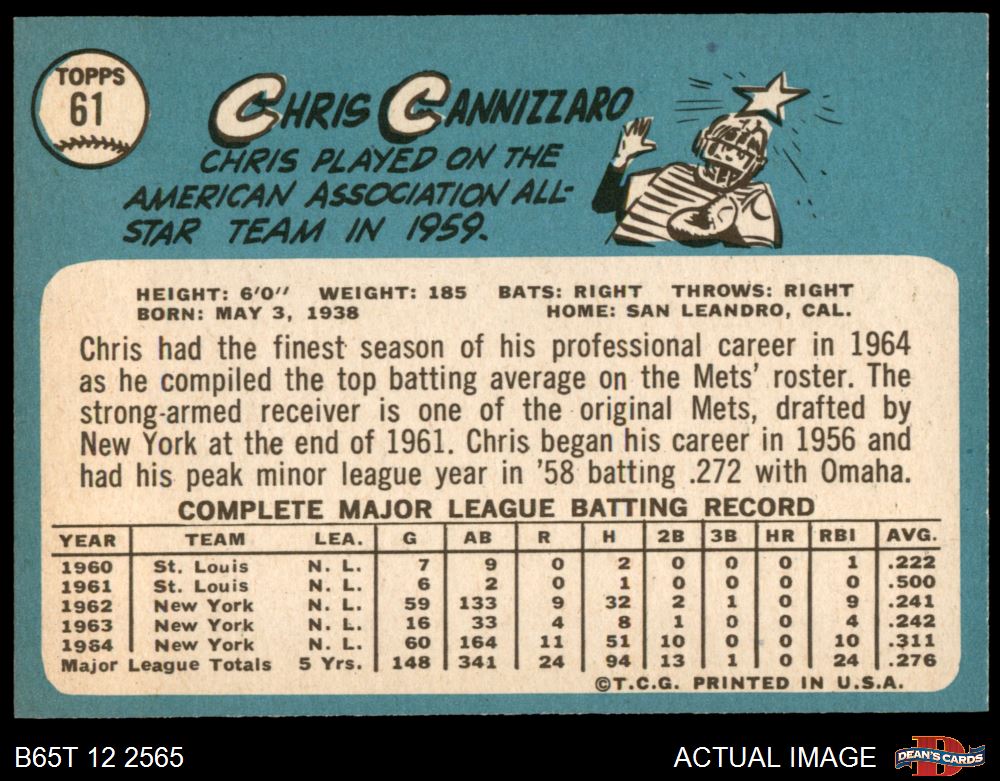 TOPPS
61
CHRIS CANNIZZARO
CHRIS PLAYED ON THE
AMERICAN ASSOCIATION ALL-
STAR TEAM IN 1959.
HEIGHT: 6'0" WEIGHT: 185 BATS: RIGHT THROWS: RIGHT
BORN: MAY 3, 1938 HOME: SAN LEANDRO, CAL.
Chris had the finest season of his professional career in 1964
as he compiled the top batting average on the Mets' roster. The
strong-armed receiver is one of the original Mets, drafted by
New York at the end of 1961. Chris began his career in 1956 and
had his peak minor league year in '58 batting .272 with Omaha.
COMPLETE MAJOR LEAGUE BATTING RECORD
YEAR TEAM LEA. G AB R H 2B 3B HR RBI AVG.
1960 St. Louis N. L. 7 9 0 2 0 0 0 1 .222
1961 St. Louis N. L. 6 2 0 1 0 0 0 0 .500
1962 New York N. L. 59 133 9 32 2 1 0 9 .241
1963 New York N. L. 16 33 4 8 1 0 0 4 .242
1964 New York N. L. 60 164 11 51 10 0 0 10 .311
Major League Totals 5 Yrs. 148 341 24 94 13 1 0 24 .276
©T.C.G. PRINTED IN U.S.A.
B65T 12 2565
ACTUAL IMAGE
DEAN'S CARDS